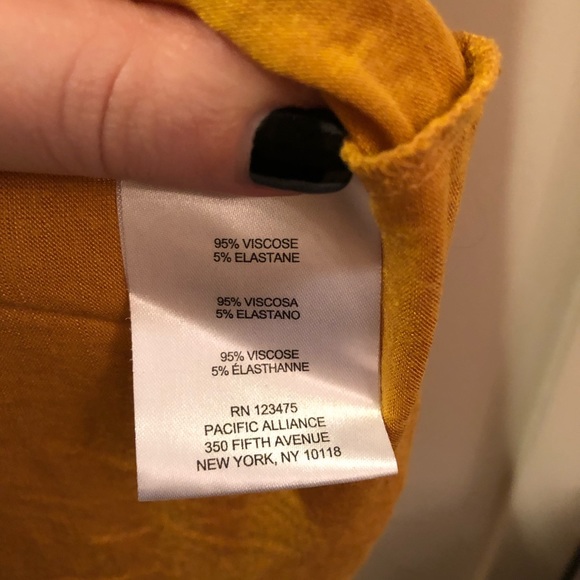 95% VISCOSE
5% ELASTANE
95% VISCOSA
5% ELASTANO
95% VISCOSE
5% ÉLASTHANNE
RN 123475
PACIFIC ALLIANCE
350 FIFTH AVENUE
NEW YORK, NY 10118